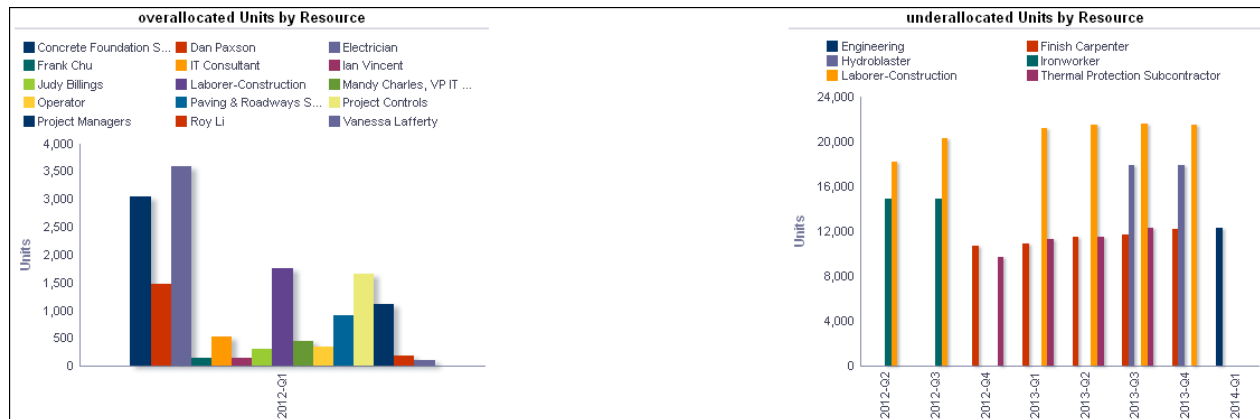 overallocated Units by Resource
Concrete Foundation S... Dan Paxson Electrician
Frank Chu IT Consultant Ian Vincent
Judy Billings Laborer-Construction Mandy Charles, VP IT ...
Operator Paving & Roadways S... Project Controls
Project Managers Roy Li Vanessa Lafferty
4,000
3,500
3,000
2,500
2,000
1,500
1,000
500
0
Units
2012-Q1
underallocated Units by Resource
Engineering Finish Carpenter
Hydroblaster Ironworker
Laborer-Construction Thermal Protection Subcontractor
24,000
20,000
16,000
12,000
8,000
4,000
0
Units
2012-Q2 2012-Q3 2012-Q4 2013-Q1 2013-Q2 2013-Q3 2013-Q4 2014-Q1